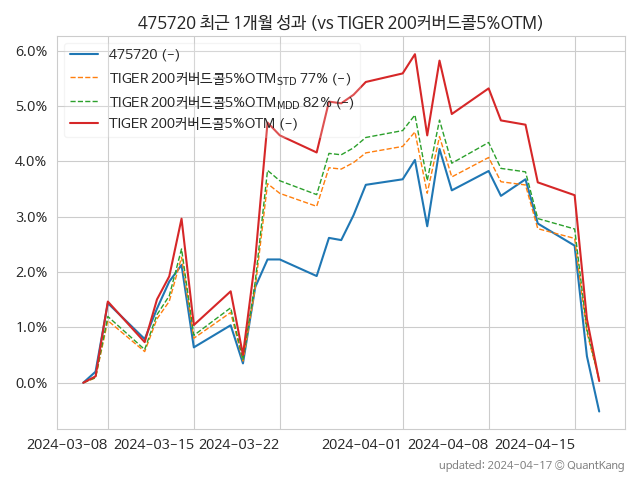 475720 최근 1개월 성과 (vs TIGER 200커버드콜5%OTM)
475720 (-)
TIGER 200커버드콜5%OTM STD 77% (-)
TIGER 200커버드콜5%OTM MDD 82% (-)
TIGER 200커버드콜5%OTM (-)
6.0%
5.0%
4.0%
3.0%
2.0%
1.0%
0.0%
2024-03-08 2024-03-15 2024-03-22 2024-04-01 2024-04-08 2024-04-15
updated: 2024-04-17 © QuantKang